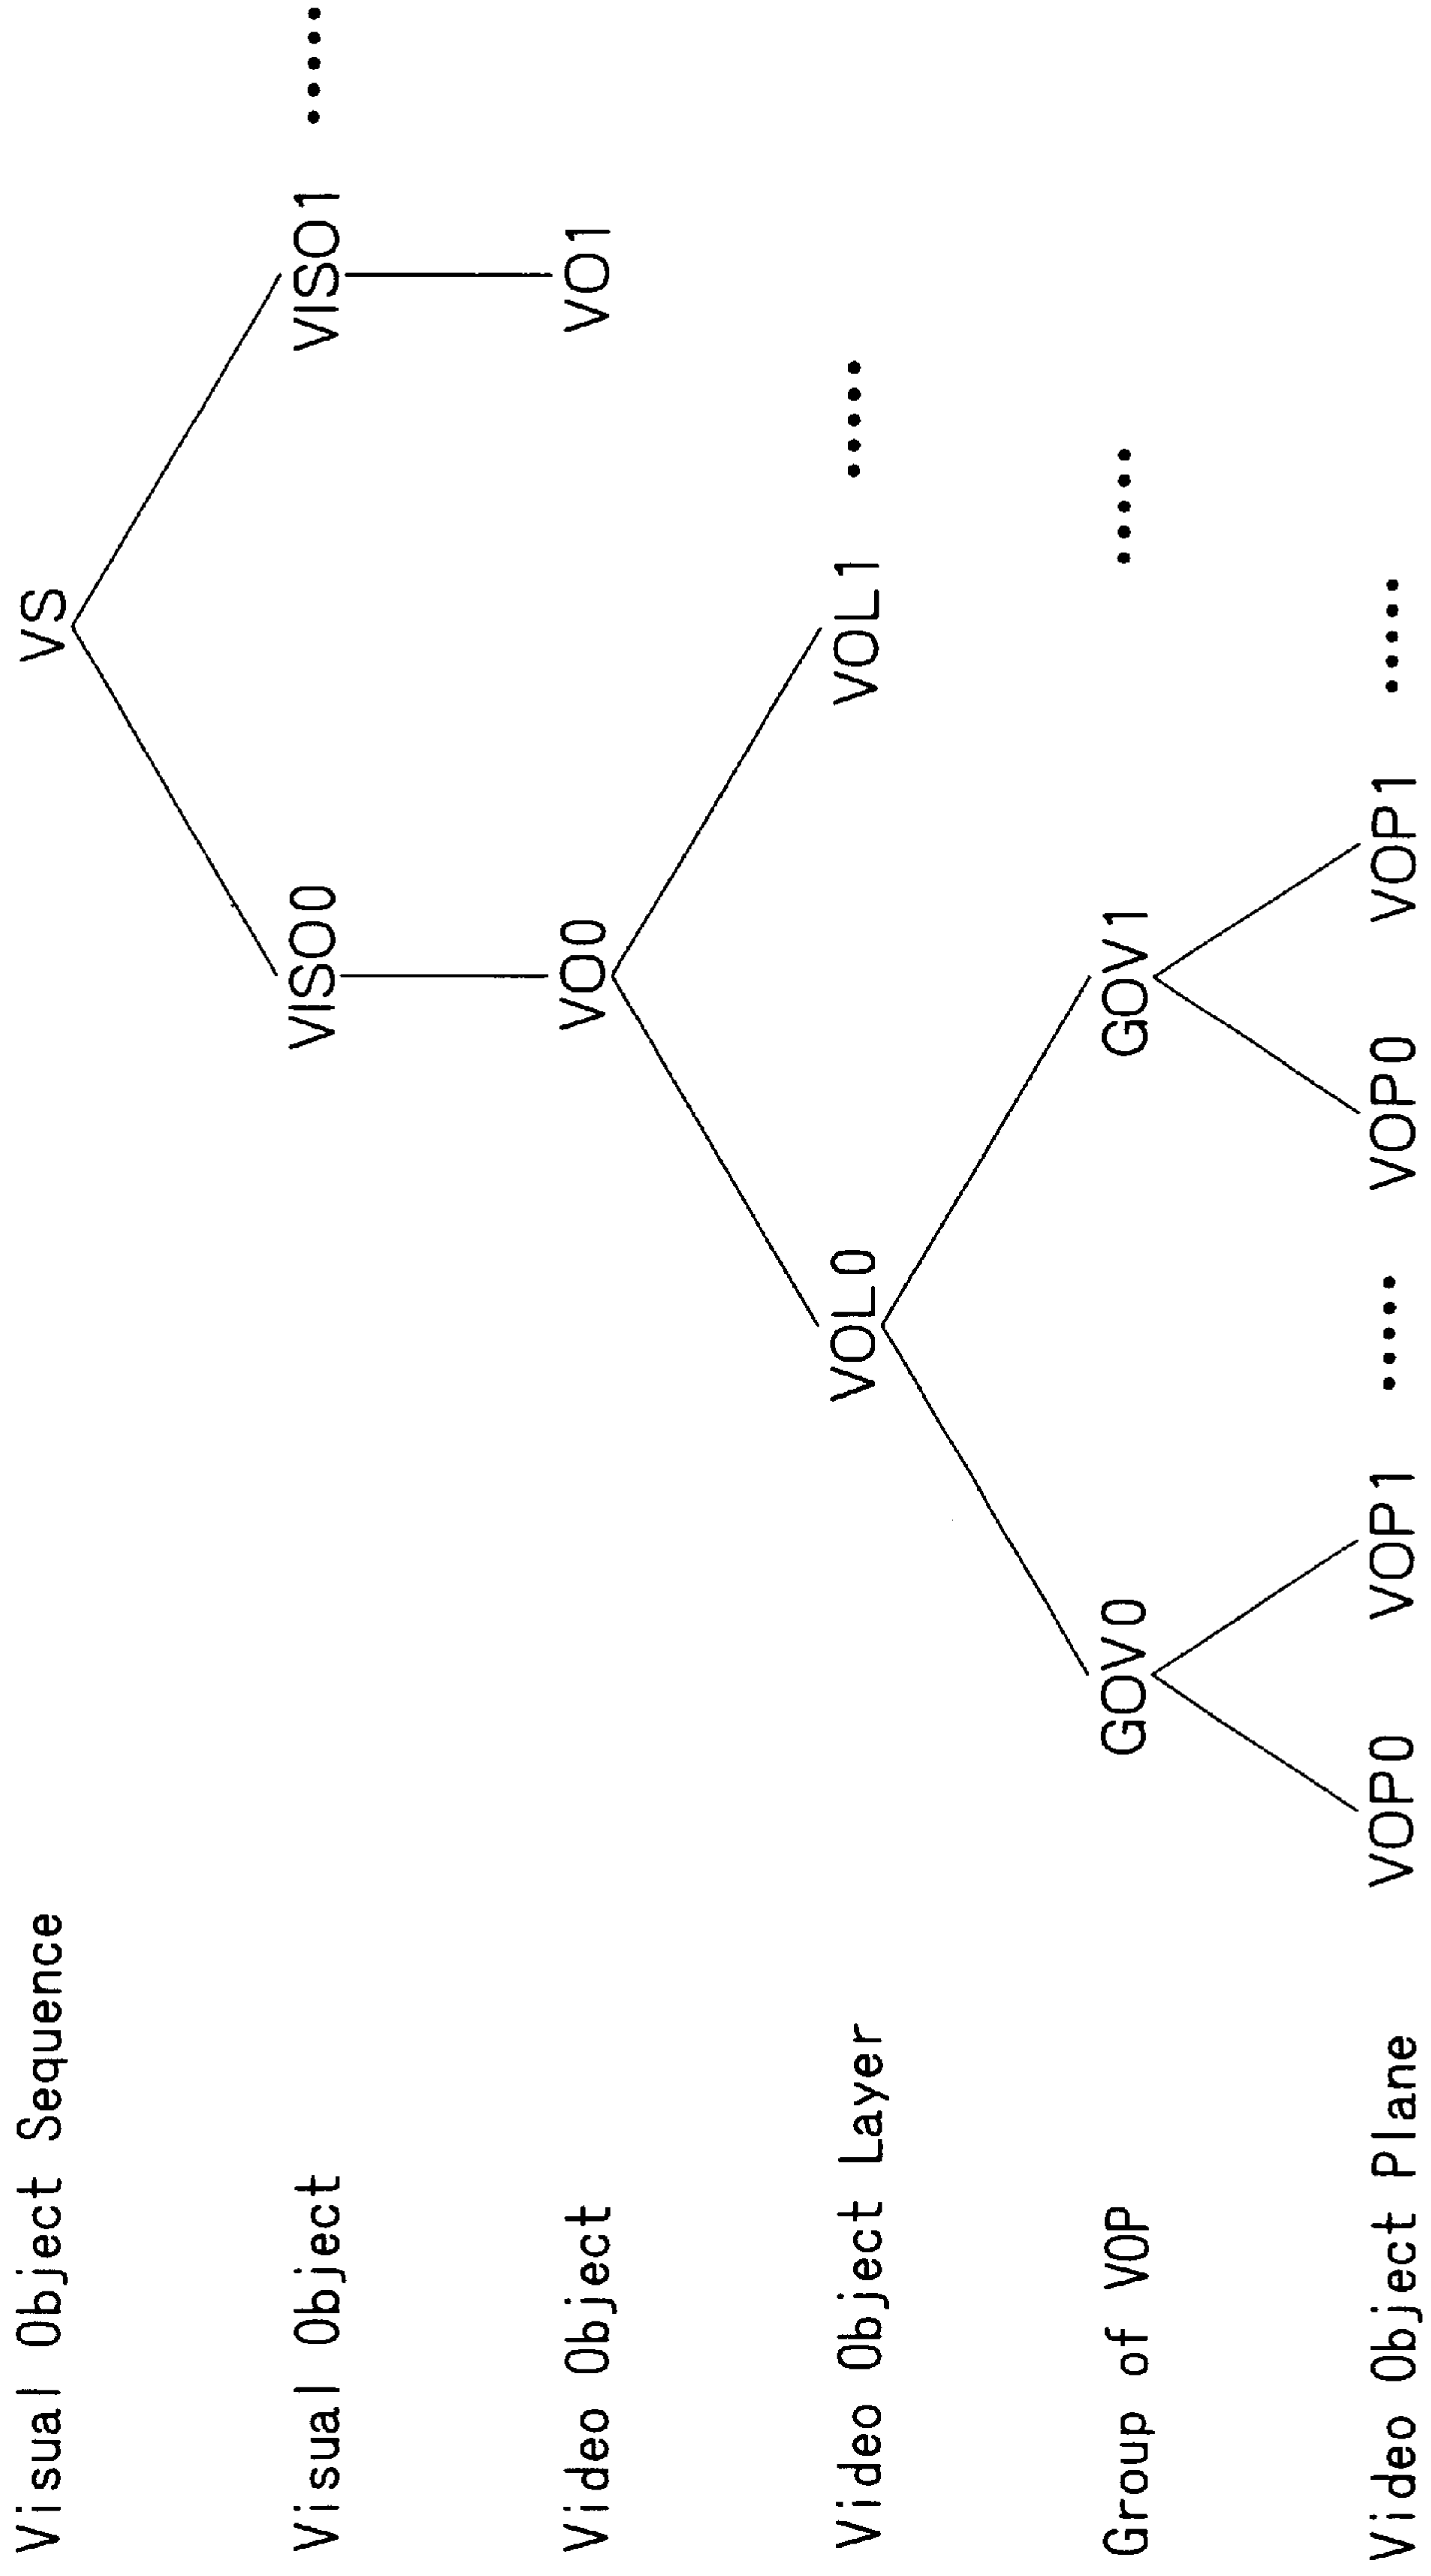 Visual Object Sequence VS
Visual Object VISO0 VISO1 .....
Video Object VO0 VO1
Video Object Layer VOL0 VOL1 .....
Group of VOP GOV0 GOV1 .....
Video Object Plane VOP0 VOP1 ..... VOP0 VOP1 .....